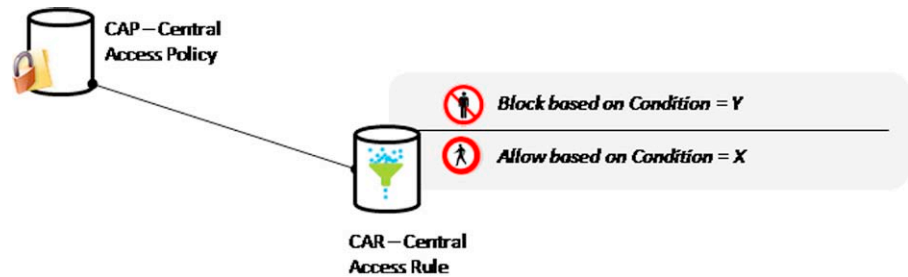 CAP – Central
Access Policy
Block based on Condition = Y
Allow based on Condition = X
CAR – Central
Access Rule